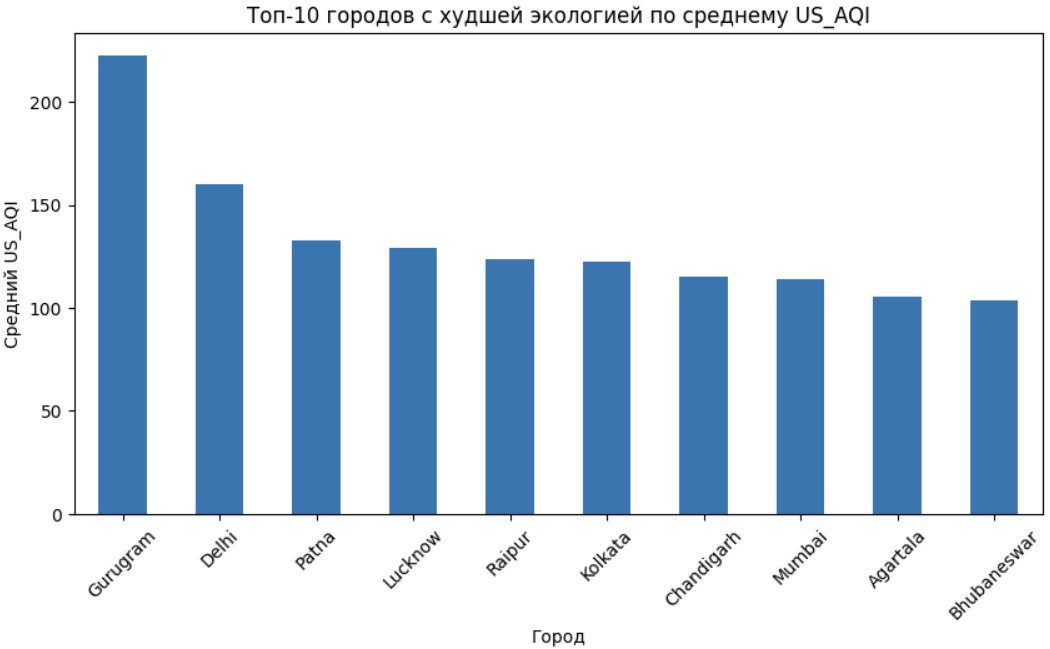 Топ-10 городов с худшей экологией по среднему US_AQI
Средний US_AQI
200
150
100
50
0
Gurugram
Delhi
Patna
Lucknow
Raipur
Kolkata
Chandigarh
Mumbai
Agartala
Bhubaneswar
Город